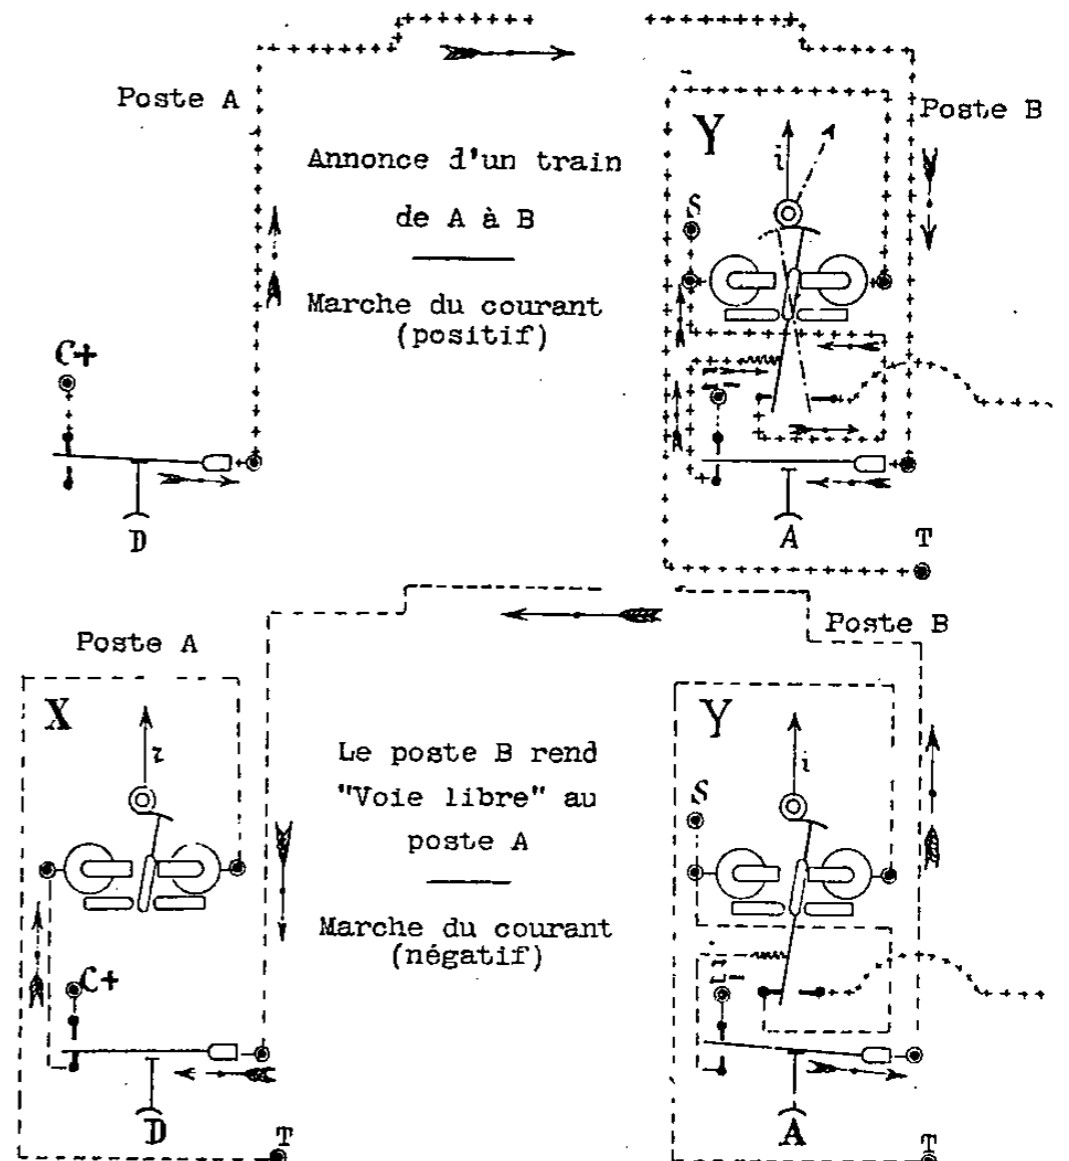 Poste A
Poste B
Annonce d'un train
de A à B
Marche du courant
(positif)
Y
i
S
C+
D
A
T
Poste A
Poste B
X
Y
i
S
Le poste B rend
"Voie libre" au
poste A
Marche du courant
(négatif)
C+
D
T
A
T